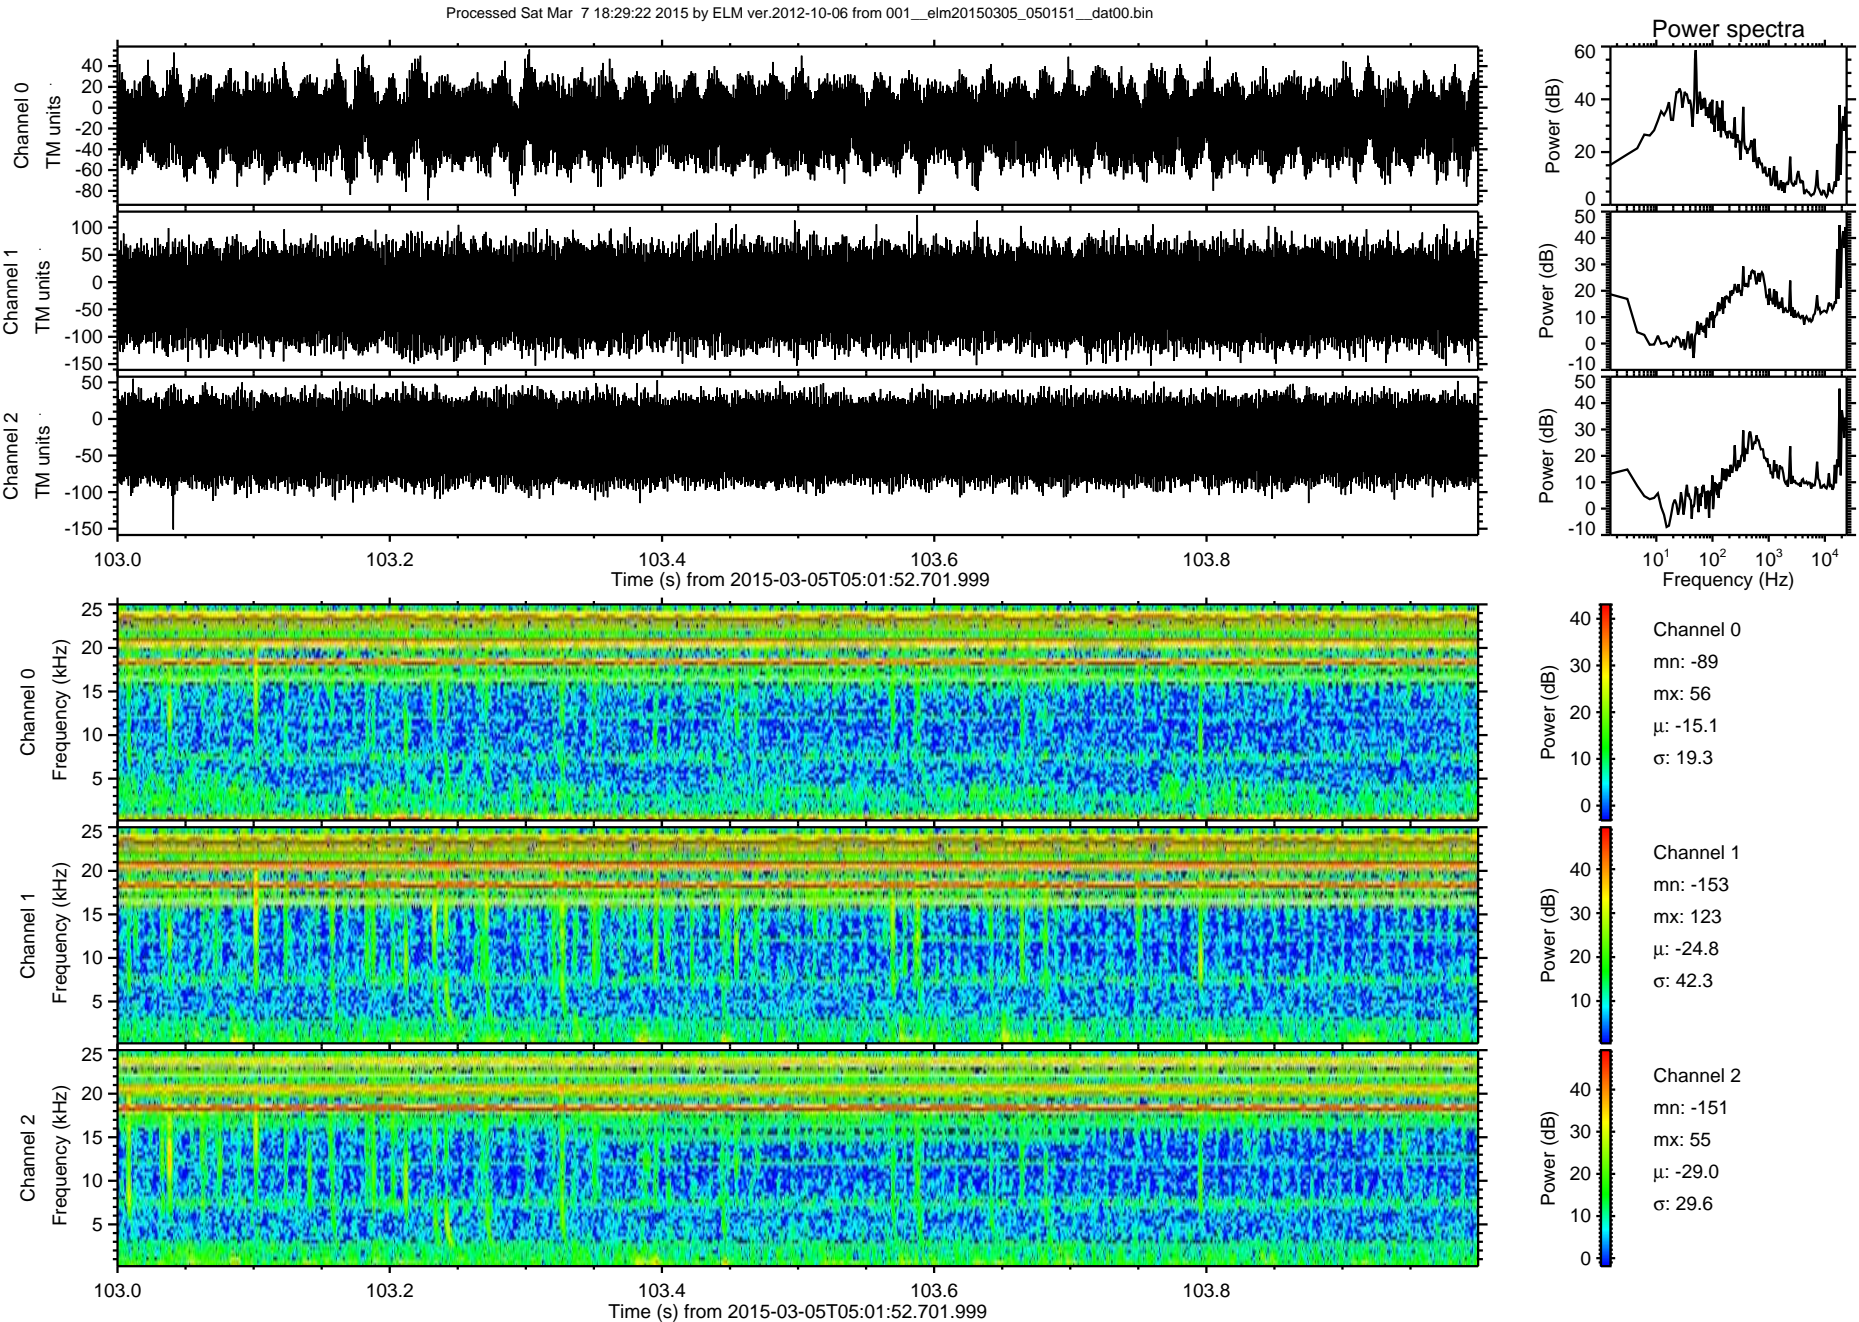 Processed Sat Mar 7 18:29:22 2015 by ELM ver.2012-10-06 from 001__elm20150305_050151__dat00.bin
Power spectra
Channel 0
TM units
40
20
0
-20
-40
-60
-80
Power (dB)
60
40
20
0
Channel 1
TM units
100
50
0
-50
-100
-150
Power (dB)
50
40
30
20
10
0
-10
Channel 2
TM units
50
0
-50
-100
-150
Power (dB)
50
40
30
20
10
0
-10
103.0 103.2 103.4 103.6 103.8
Time (s) from 2015-03-05T05:01:52.701.999
10¹ 10² 10³ 10⁴
Frequency (Hz)
Channel 0
Frequency (kHz)
25
20
15
10
5
Power (dB)
40
30
20
10
0
Channel 0
mn: -89
mx: 56
μ: -15.1
σ: 19.3
Channel 1
Frequency (kHz)
25
20
15
10
5
Power (dB)
40
30
20
10
Channel 1
mn: -153
mx: 123
μ: -24.8
σ: 42.3
Channel 2
Frequency (kHz)
25
20
15
10
5
Power (dB)
40
30
20
10
0
Channel 2
mn: -151
mx: 55
μ: -29.0
σ: 29.6
103.0 103.2 103.4 103.6 103.8
Time (s) from 2015-03-05T05:01:52.701.999